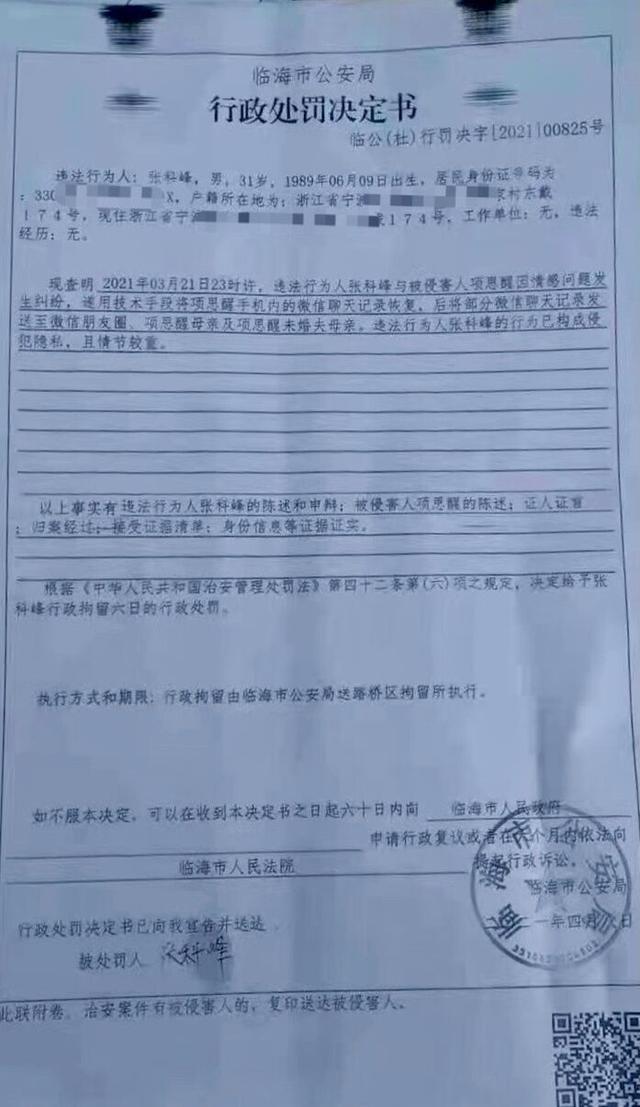 临海市公安局
行政处罚决定书
临公(杜)行罚决字[2021]00825号
违法行为人：张科峰，男，31岁，1989年06月09日出生，居民身份证号码为
：330 X，户籍所在地为：浙江省宁波 村东戴
174号，现住浙江省宁波 174号，工作单位：无，违法
经历：无。
现查明 2021年03月21日23时许，违法行为人张科峰与被侵害人项思醒因情感问题发
生纠纷，遂用技术手段将项思醒手机内的微信聊天记录恢复，后将部分微信聊天记录发
送至微信朋友圈、项思醒母亲及项思醒未婚夫母亲。违法行为人张科峰的行为已构成侵
犯隐私，且情节较重。
以上事实有违法行为人张科峰的陈述和申辩；被侵害人项思醒的陈述；证人证言
；归案经过；接受证据清单；身份信息等证据证实。
根据《中华人民共和国治安管理处罚法》第四十二条第(六)项之规定，决定给予张
科峰行政拘留六日的行政处罚。
执行方式和期限：行政拘留由临海市公安局送路桥区拘留所执行。
如不服本决定，可以在收到本决定书之日起六十日内向 临海市人民政府
申请行政复议或者在 个月内依法向
临海市人民法院 提起行政诉讼。
临海市公安局
一年四月 日
行政处罚决定书已向我宣告并送达
被处罚人 张科峰
此联附卷。治安案件有被侵害人的，复印送达被侵害人。